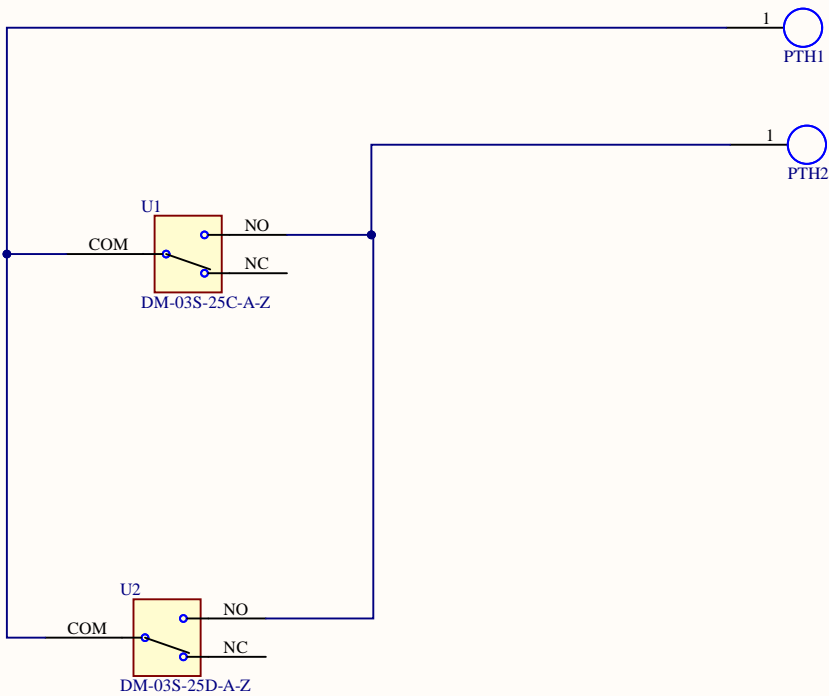 1
PTH1
1
PTH2
U1
NO
COM
NC
DM-03S-25C-A-Z
U2
NO
COM
NC
DM-03S-25D-A-Z